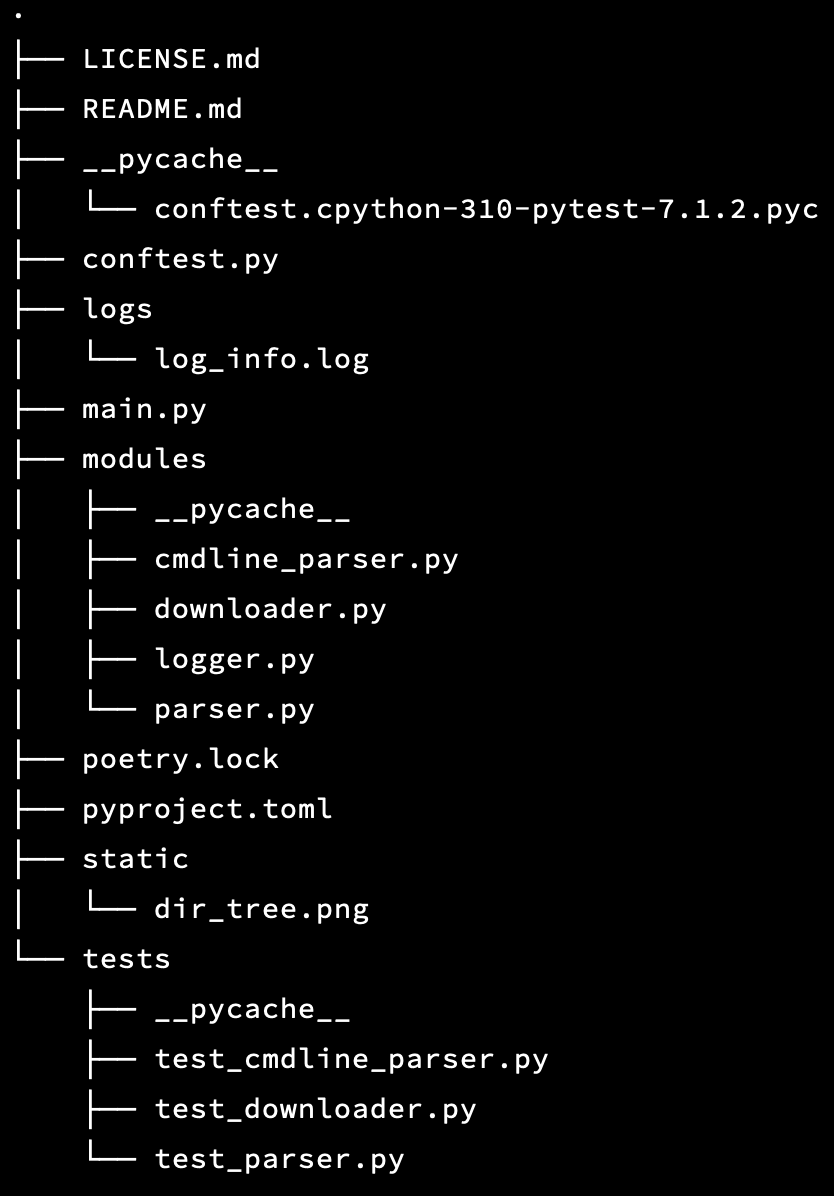 .
├── LICENSE.md
├── README.md
├── __pycache__
│   └── conftest.cpython-310-pytest-7.1.2.pyc
├── conftest.py
├── logs
│   └── log_info.log
├── main.py
├── modules
│   ├── __pycache__
│   ├── cmdline_parser.py
│   ├── downloader.py
│   ├── logger.py
│   └── parser.py
├── poetry.lock
├── pyproject.toml
├── static
│   └── dir_tree.png
└── tests
    ├── __pycache__
    ├── test_cmdline_parser.py
    ├── test_downloader.py
    └── test_parser.py